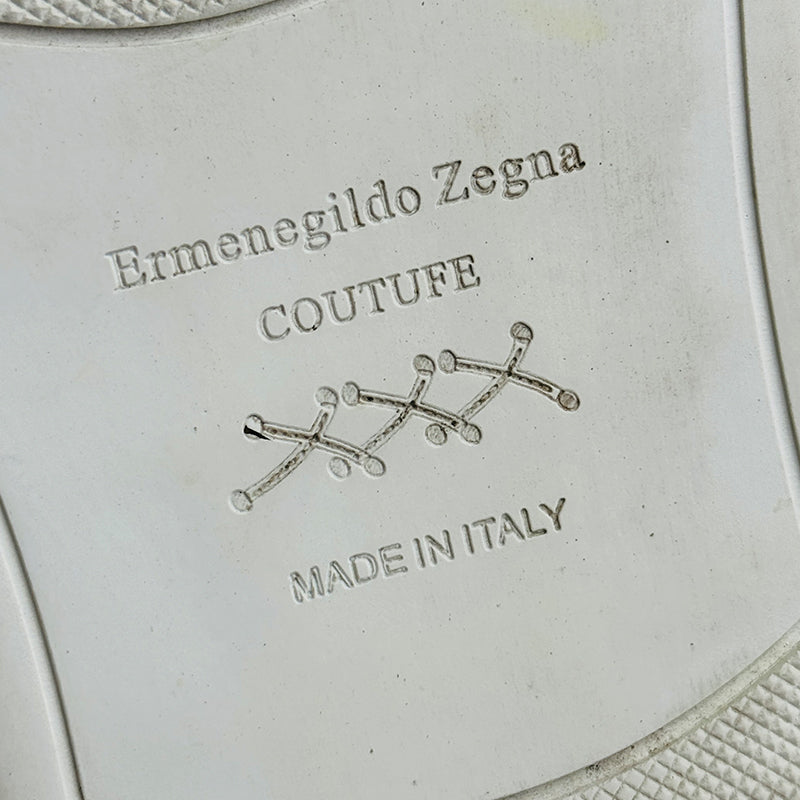 Ermenegildo Zegna
COUTUFE
MADE IN ITALY